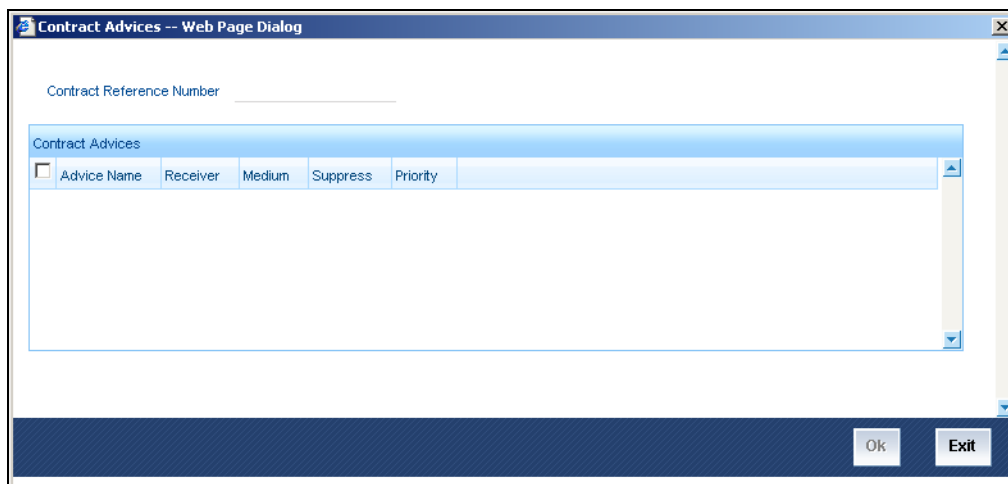 Contract Advices -- Web Page Dialog
Contract Reference Number
Contract Advices
Advice Name Receiver Medium Suppress Priority
Ok Exit